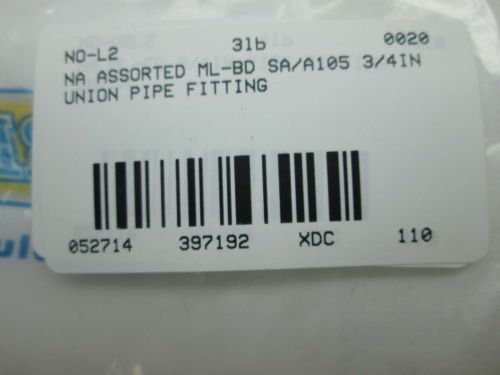 NO-L2 31b 0020
NA ASSORTED ML-BD SA/A105 3/4IN
UNION PIPE FITTING
052714 397192 XDC 110